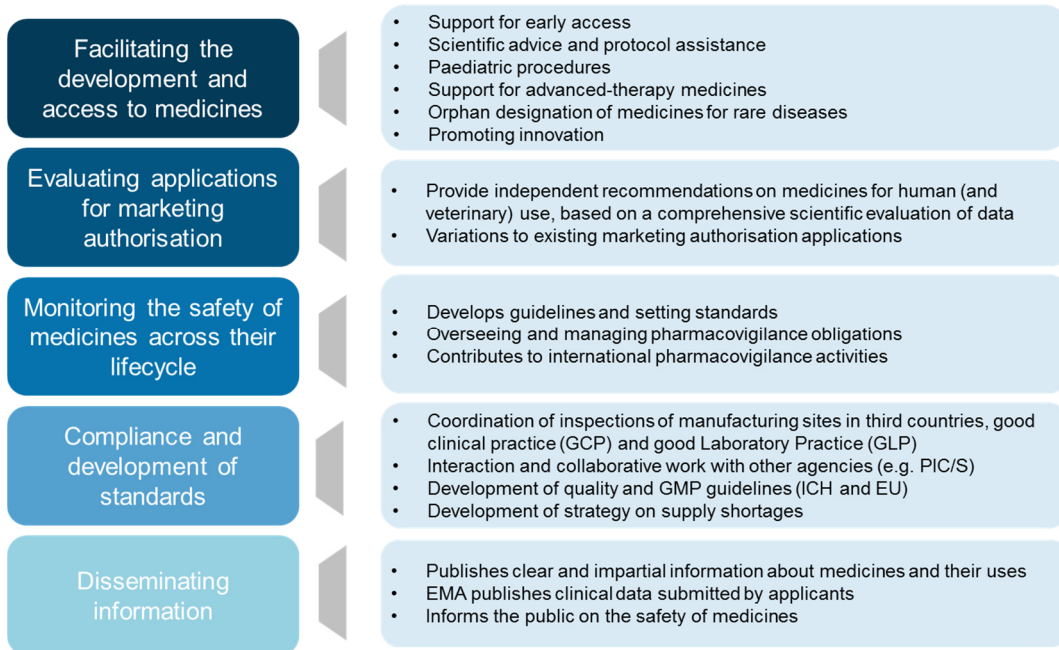 Facilitating the
development and
access to medicines
• Support for early access
• Scientific advice and protocol assistance
• Paediatric procedures
• Support for advanced-therapy medicines
• Orphan designation of medicines for rare diseases
• Promoting innovation
Evaluating applications
for marketing
authorisation
• Provide independent recommendations on medicines for human (and
veterinary) use, based on a comprehensive scientific evaluation of data
• Variations to existing marketing authorisation applications
Monitoring the safety of
medicines across their
lifecycle
• Develops guidelines and setting standards
• Overseeing and managing pharmacovigilance obligations
• Contributes to international pharmacovigilance activities
Compliance and
development of
standards
• Coordination of inspections of manufacturing sites in third countries, good
clinical practice (GCP) and good Laboratory Practice (GLP)
• Interaction and collaborative work with other agencies (e.g. PIC/S)
• Development of quality and GMP guidelines (ICH and EU)
• Development of strategy on supply shortages
Disseminating
information
• Publishes clear and impartial information about medicines and their uses
• EMA publishes clinical data submitted by applicants
• Informs the public on the safety of medicines